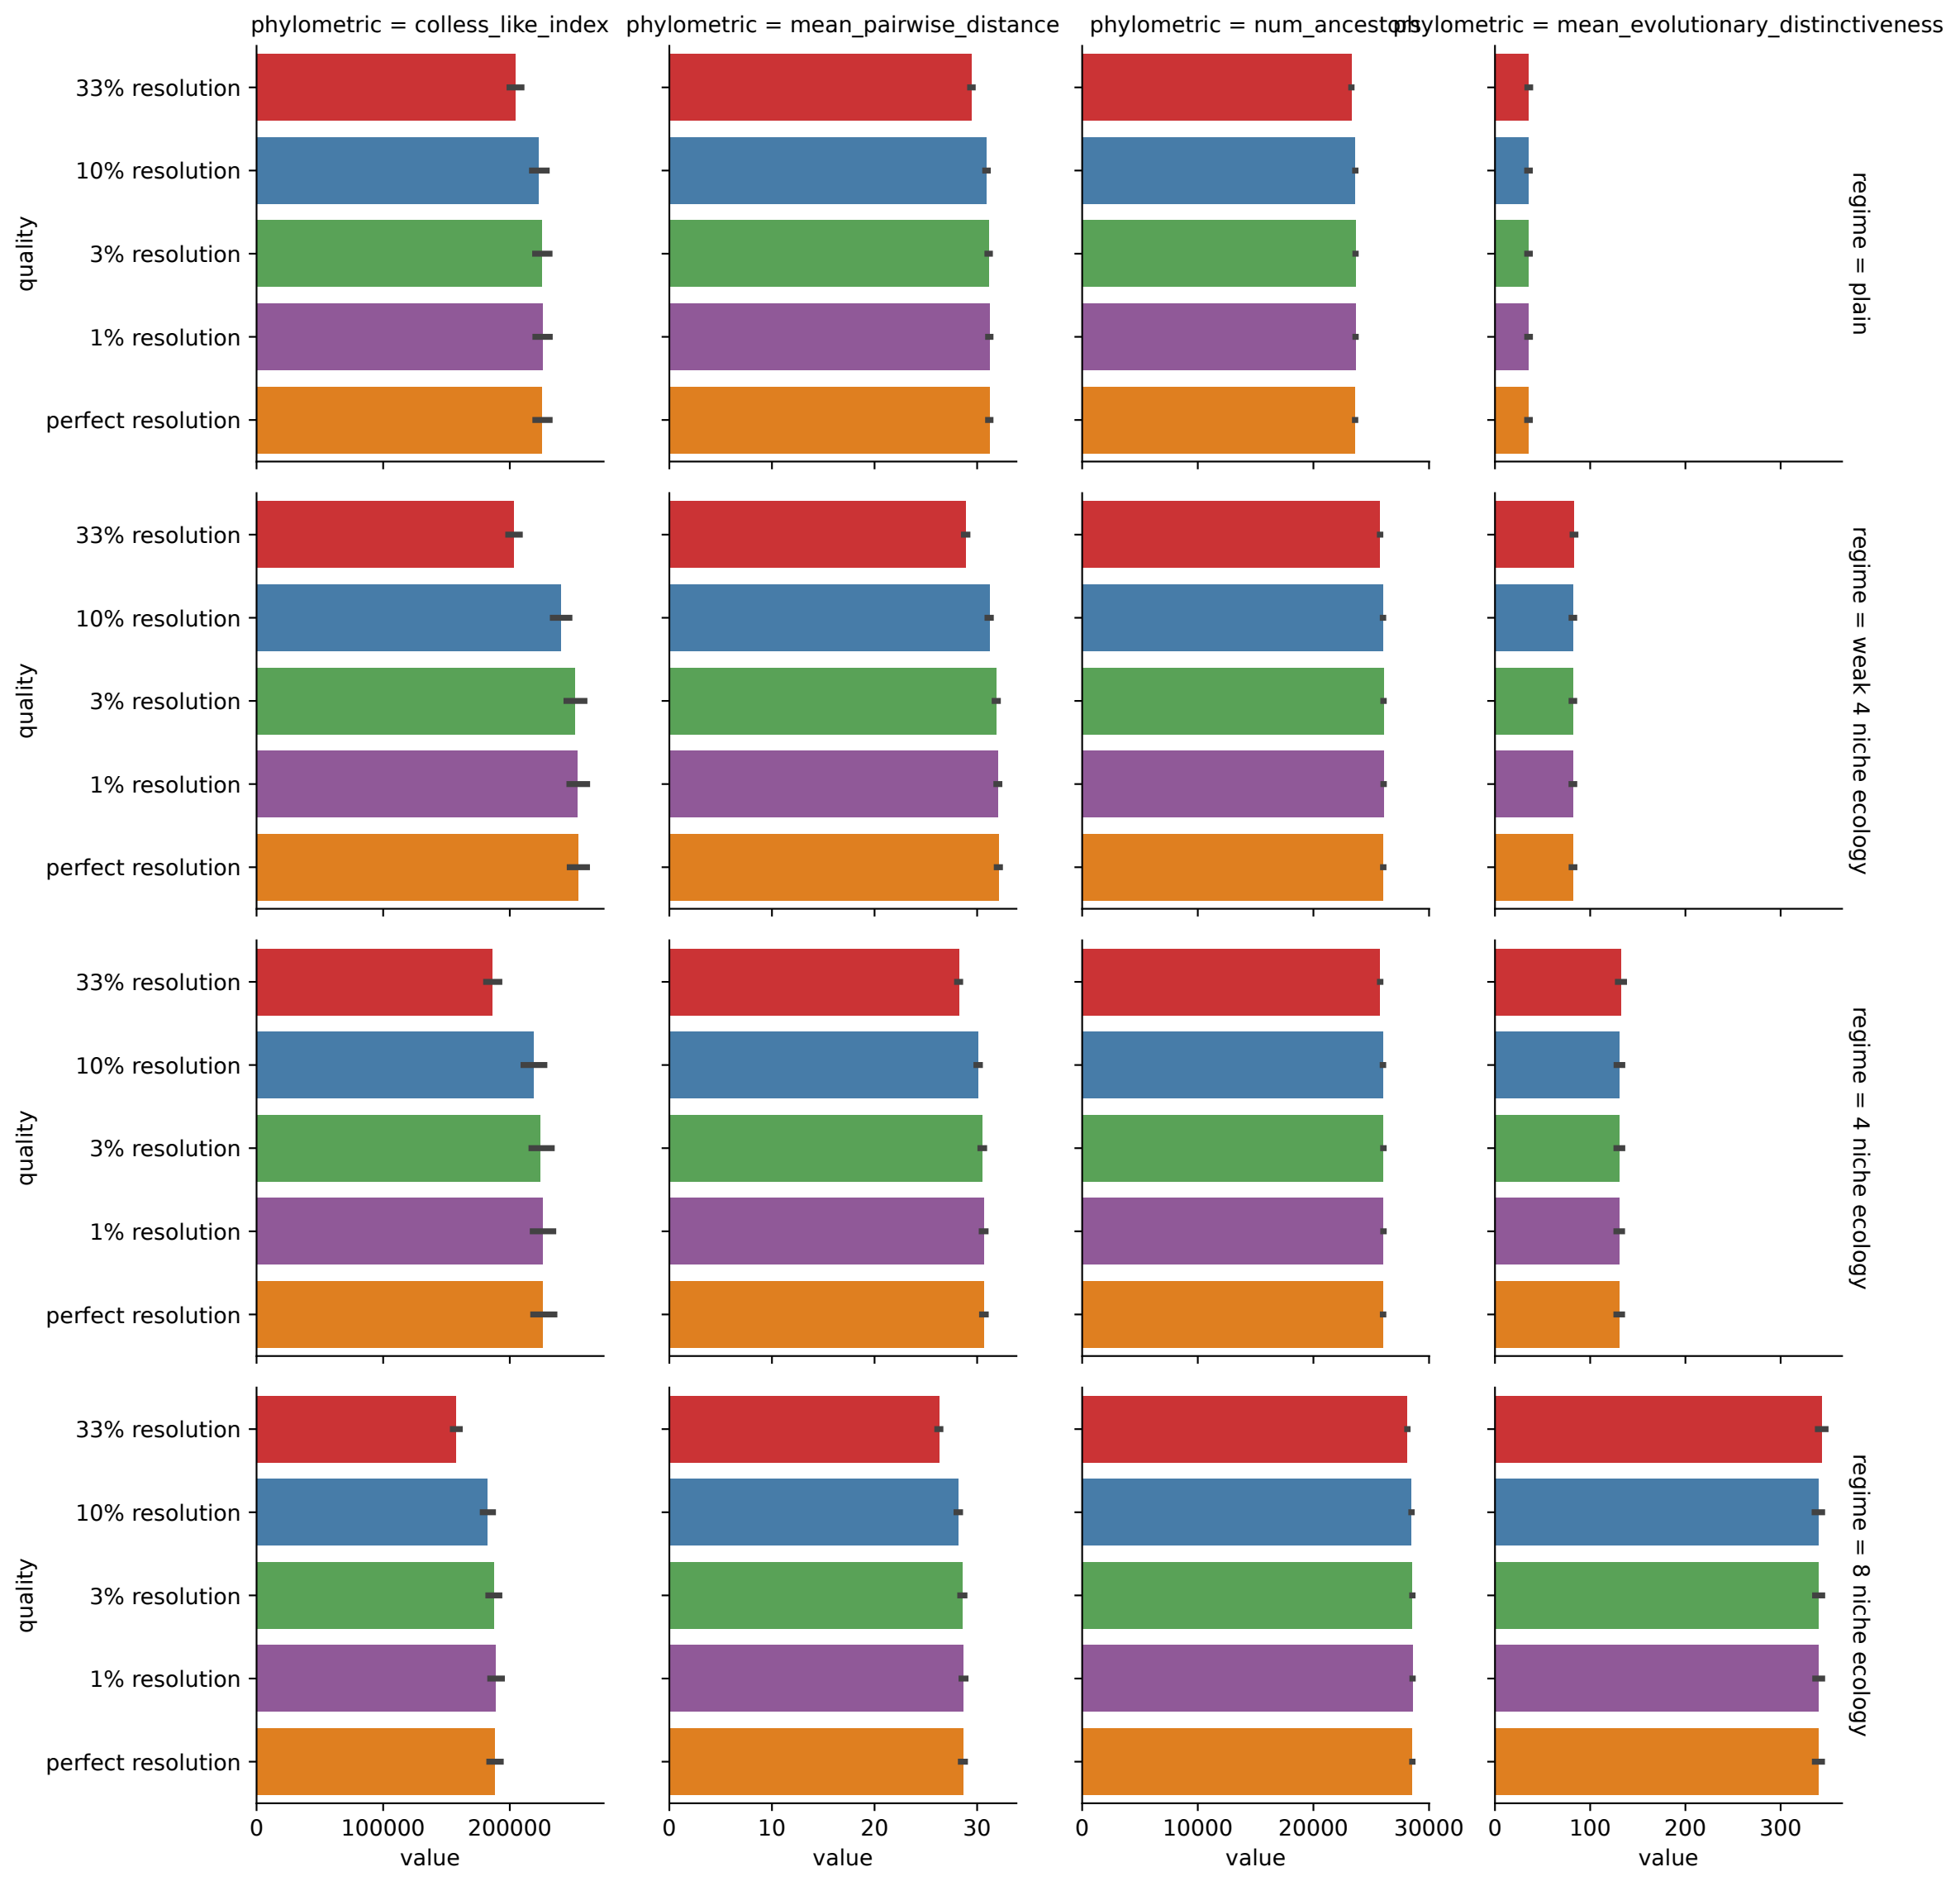 phylometric = colless_like_index
phylometric = mean_pairwise_distance
phylometric = num_ancestors
phylometric = mean_evolutionary_distinctiveness
quality
33% resolution
10% resolution
3% resolution
1% resolution
perfect resolution
regime = plain
quality
33% resolution
10% resolution
3% resolution
1% resolution
perfect resolution
regime = weak 4 niche ecology
quality
33% resolution
10% resolution
3% resolution
1% resolution
perfect resolution
regime = 4 niche ecology
quality
33% resolution
10% resolution
3% resolution
1% resolution
perfect resolution
regime = 8 niche ecology
0 100000 200000
value
0 10 20 30
value
0 10000 20000 30000
value
0 100 200 300
value